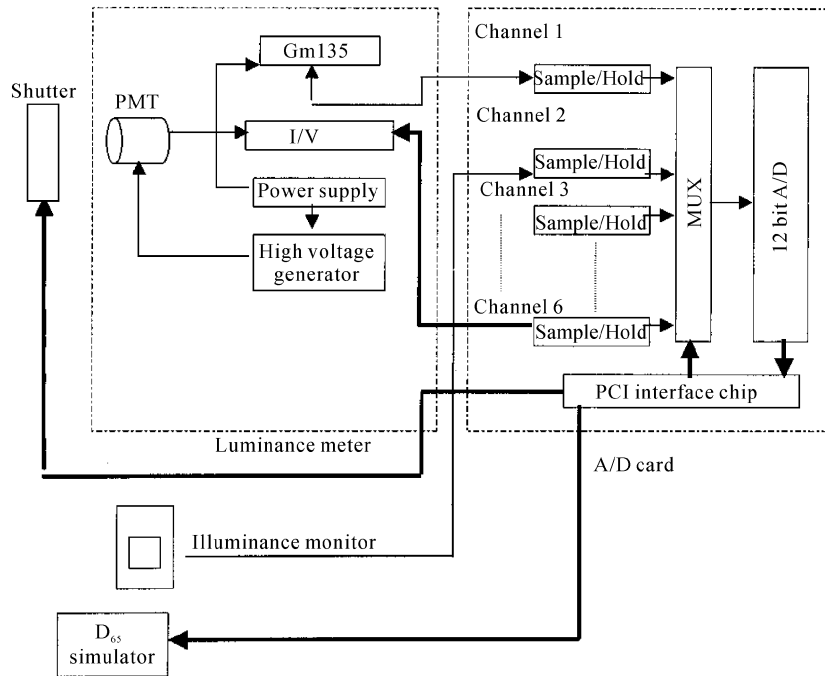 Channel 1
Gm135
Sample/Hold
Shutter
PMT
Channel 2
I/V
Sample/Hold
Power supply
Channel 3
MUX
12 bit A/D
Sample/Hold
High voltage
generator
Channel 6
Sample/Hold
PCI interface chip
Luminance meter
A/D card
Illuminance monitor
D65
simulator